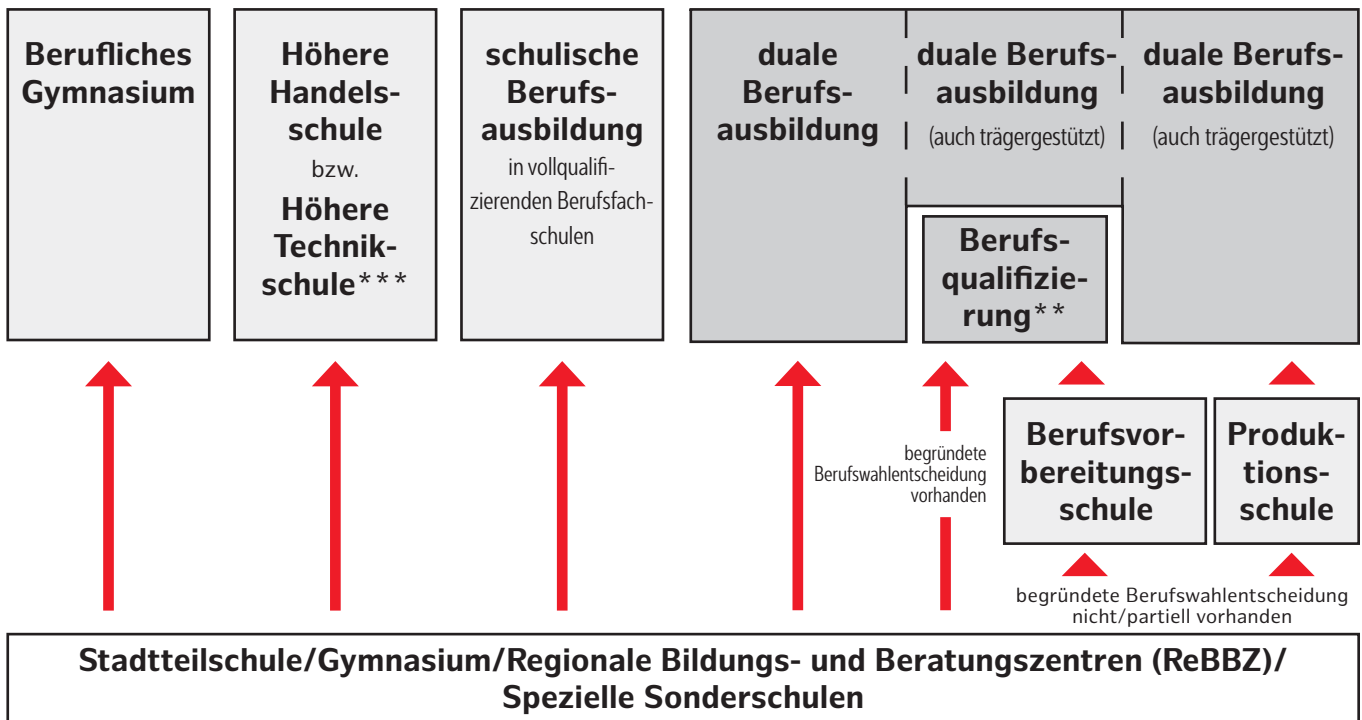 Berufliches
Gymnasium
Höhere
Handels-
schule
bzw.
Höhere
Technik-
schule***
schulische
Berufs-
ausbildung
in vollqualifi-
zierenden Berufsfach-
schulen
duale
Berufs-
ausbildung
duale Berufs-
ausbildung
(auch trägergestützt)
duale Berufs-
ausbildung
(auch trägergestützt)
Berufs-
qualifizie-
rung**
begründete
Berufswahlentscheidung
vorhanden
Berufsvor-
bereitungs-
schule
Produk-
tions-
schule
begründete Berufswahlentscheidung
nicht/partiell vorhanden
Stadtteilschule/Gymnasium/Regionale Bildungs- und Beratungszentren (ReBBZ)/
Spezielle Sonderschulen